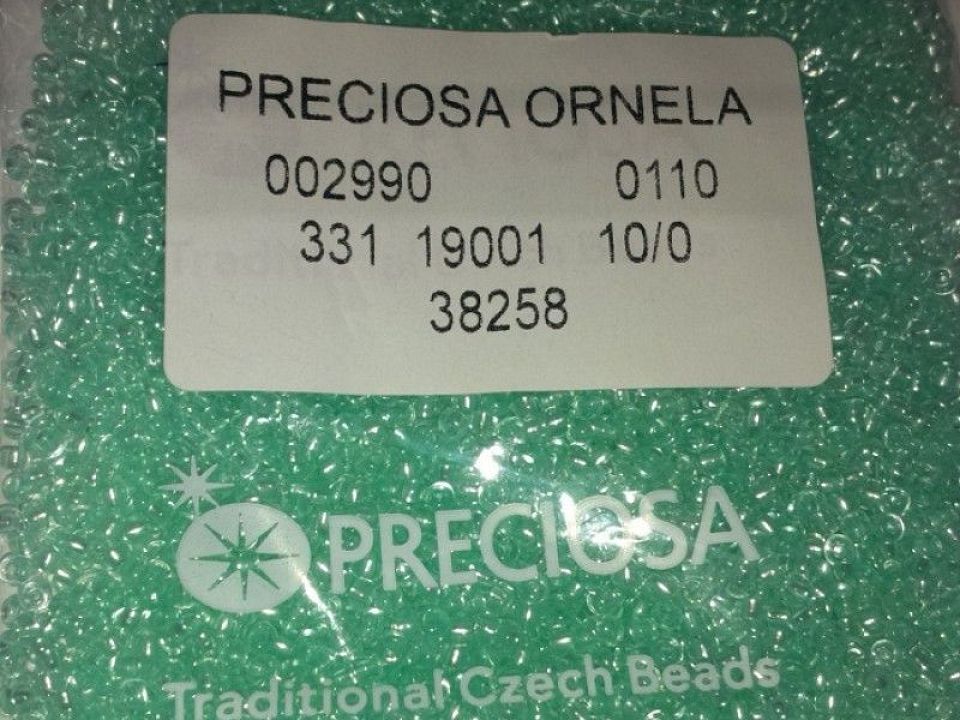 PRECIOSA ORNELA
002990 0110
331 19001 10/0
38258
PRECIOSA
Traditional Czech Beads